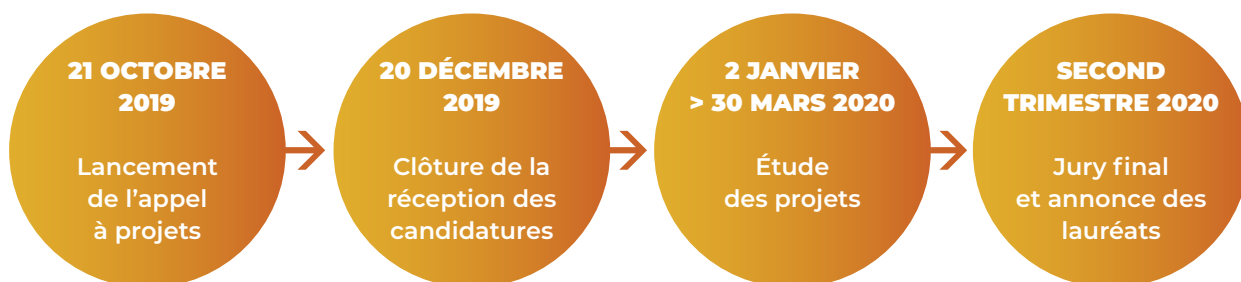 21 OCTOBRE
2019
Lancement
de l’appel
à projets
20 DÉCEMBRE
2019
Clôture de la
réception des
candidatures
2 JANVIER
> 30 MARS 2020
Étude
des projets
SECOND
TRIMESTRE 2020
Jury final
et annonce des
lauréats